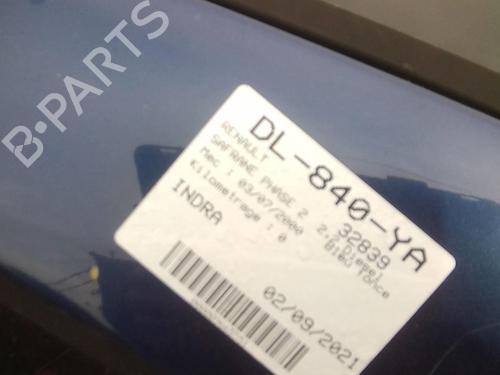 B-PARTS
DL-840-YA
RENAULT 32839
SAFRANE PHASE 2 2.2 Diesel
Mec : 03/07/2000 Bleu fonce
Kilometrage : 0
INDRA
02/09/2021